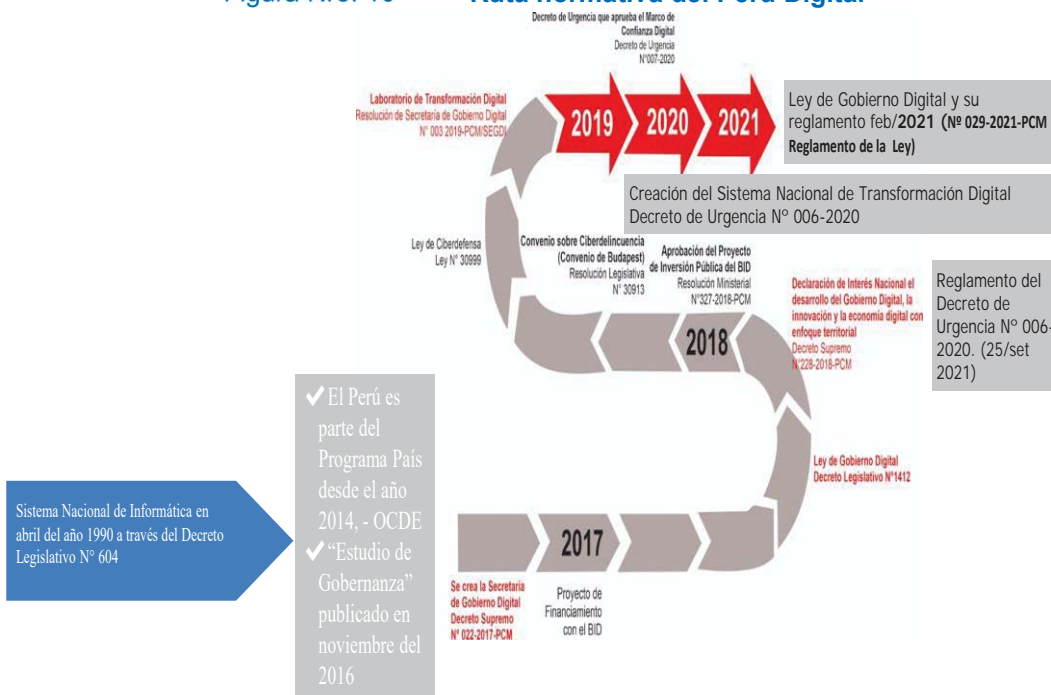 Ruta normativa del Perú Digital
Decreto de Urgencia que aprueba el Marco de
Confianza Digital
Decreto de Urgencia
N°007-2020
Laboratorio de Transformación Digital
Resolución de Secretaría de Gobierno Digital
N° 003 2019-PCM/SEGDI
2019
2020
2021
Ley de Gobierno Digital y su
reglamento feb/2021 (Nº 029-2021-PCM
Reglamento de la Ley)
Creación del Sistema Nacional de Transformación Digital
Decreto de Urgencia N° 006-2020
Ley de Ciberdefensa
Ley N° 30999
Convenio sobre Ciberdelincuencia
(Convenio de Budapest)
Resolución Legislativa
N° 30913
Aprobación del Proyecto
de Inversión Pública del BID
Resolución Ministerial
N°327-2018-PCM
2018
Declaración de Interés Nacional el
desarrollo del Gobierno Digital, la
innovación y la economía digital con
enfoque territorial
Decreto Supremo
N°228-2018-PCM
Reglamento del
Decreto de
Urgencia N° 006-
2020. (25/set
2021)
✓El Perú es
parte del
Programa País
desde el año
2014, - OCDE
✓“Estudio de
Gobernanza”
publicado en
noviembre del
2016
Sistema Nacional de Informática en
abril del año 1990 a través del Decreto
Legislativo N° 604
Ley de Gobierno Digital
Decreto Legislativo N°1412
2017
Se crea la Secretaría
de Gobierno Digital
Decreto Supremo
N° 022-2017-PCM
Proyecto de
Financiamiento
con el BID